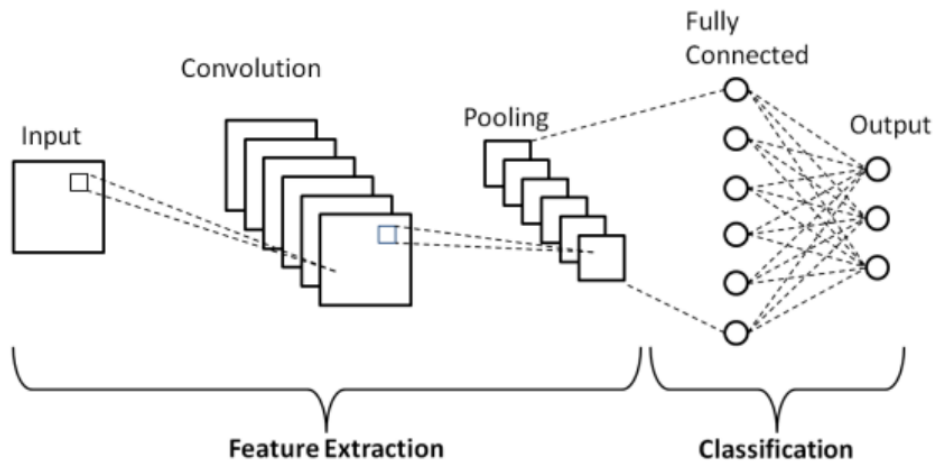 Input
Convolution
Pooling
Fully
Connected
Output
Feature Extraction
Classification